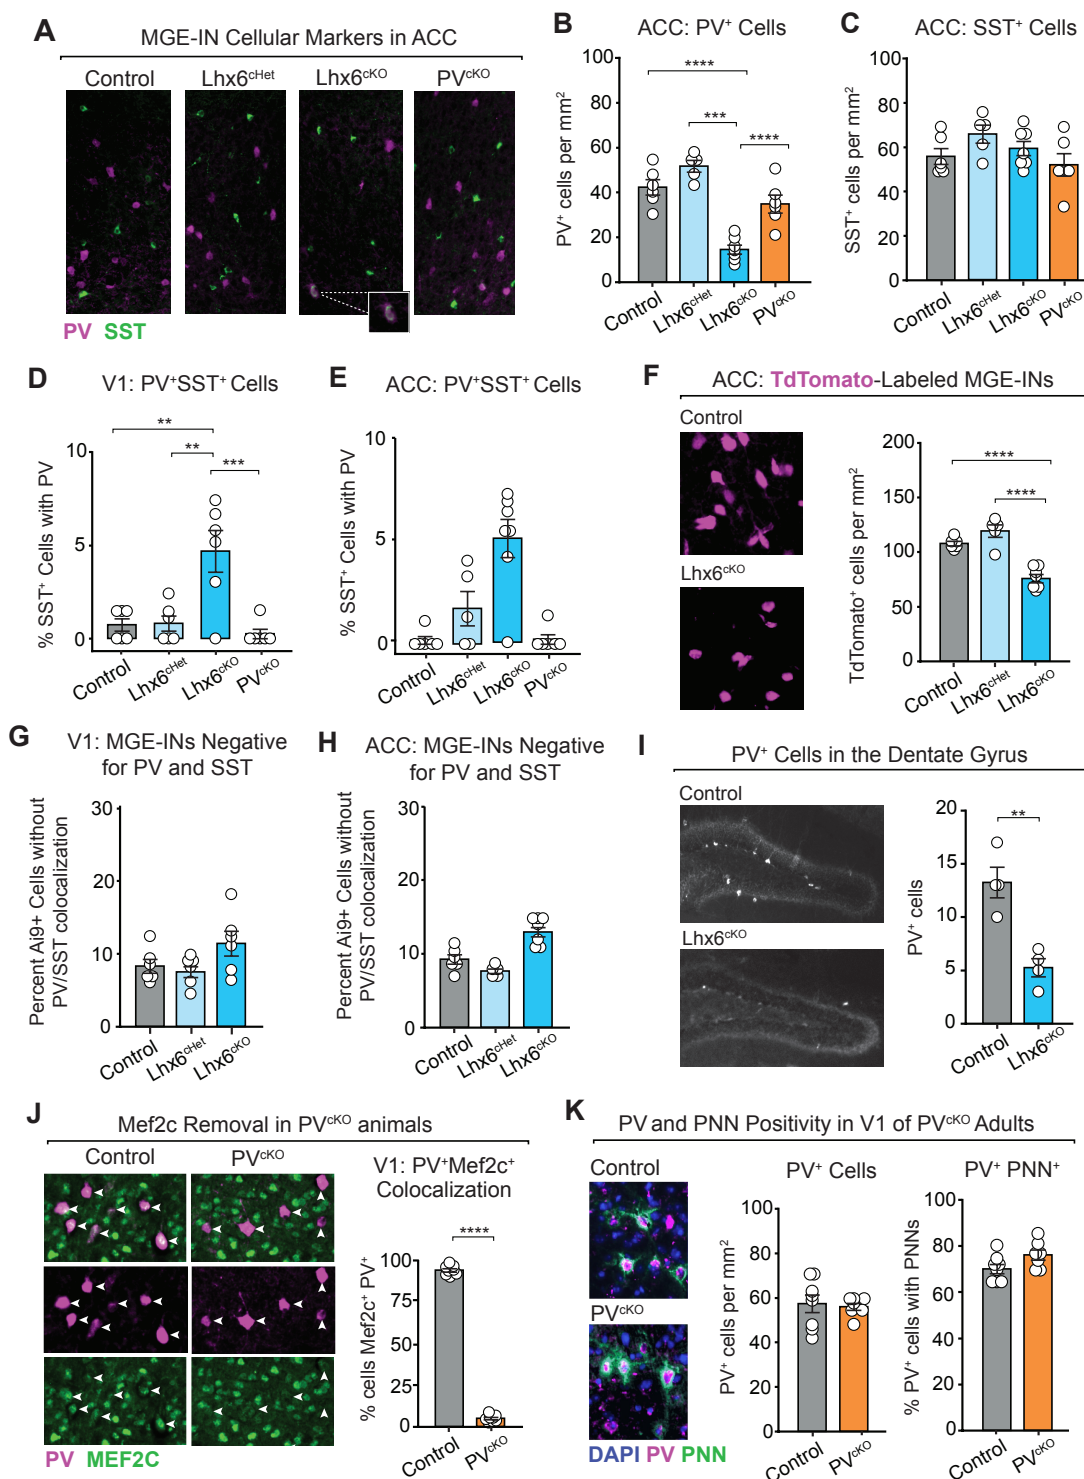 A
MGE-IN Cellular Markers in ACC
Control
Lhx6cHet
Lhx6cKO
PVcKO
PV SST
B
ACC: PV+ Cells
PV+ cells per mm2
100
80
60
40
20
0
****
***
****
Control
Lhx6cHet
Lhx6cKO
PVcKO
C
ACC: SST+ Cells
SST+ cells per mm2
100
80
60
40
20
0
Control
Lhx6cHet
Lhx6cKO
PVcKO
D
V1: PV+SST+ Cells
% SST+ Cells with PV
10
5
0
**
**
***
Control
Lhx6cHet
Lhx6cKO
PVcKO
E
ACC: PV+SST+ Cells
% SST+ Cells with PV
10
5
0
Control
Lhx6cHet
Lhx6cKO
PVcKO
F
ACC: TdTomato-Labeled MGE-INs
Control
Lhx6cKO
TdTomato+ cells per mm2
200
150
100
50
0
****
****
Control
Lhx6cHet
Lhx6cKO
G
V1: MGE-INs Negative
for PV and SST
Percent Ai9+ Cells without
PV/SST colocalization
30
20
10
0
Control
Lhx6cHet
Lhx6cKO
H
ACC: MGE-INs Negative
for PV and SST
Percent Ai9+ Cells without
PV/SST colocalization
30
20
10
0
Control
Lhx6cHet
Lhx6cKO
I
PV+ Cells in the Dentate Gyrus
Control
Lhx6cKO
PV+ cells
20
15
10
5
0
**
Control
Lhx6cKO
J
Mef2c Removal in PVcKO animals
Control
PVcKO
PV MEF2C
V1: PV+Mef2c+
Colocalization
% cells Mef2c+ PV+
100
75
50
25
0
****
Control
PVcKO
K
PV and PNN Positivity in V1 of PVcKO Adults
Control
PVcKO
DAPI PV PNN
PV+ Cells
PV+ cells per mm2
100
80
60
40
20
0
Control
PVcKO
PV+ PNN+
% PV+ cells with PNNs
100
80
60
40
20
0
Control
PVcKO